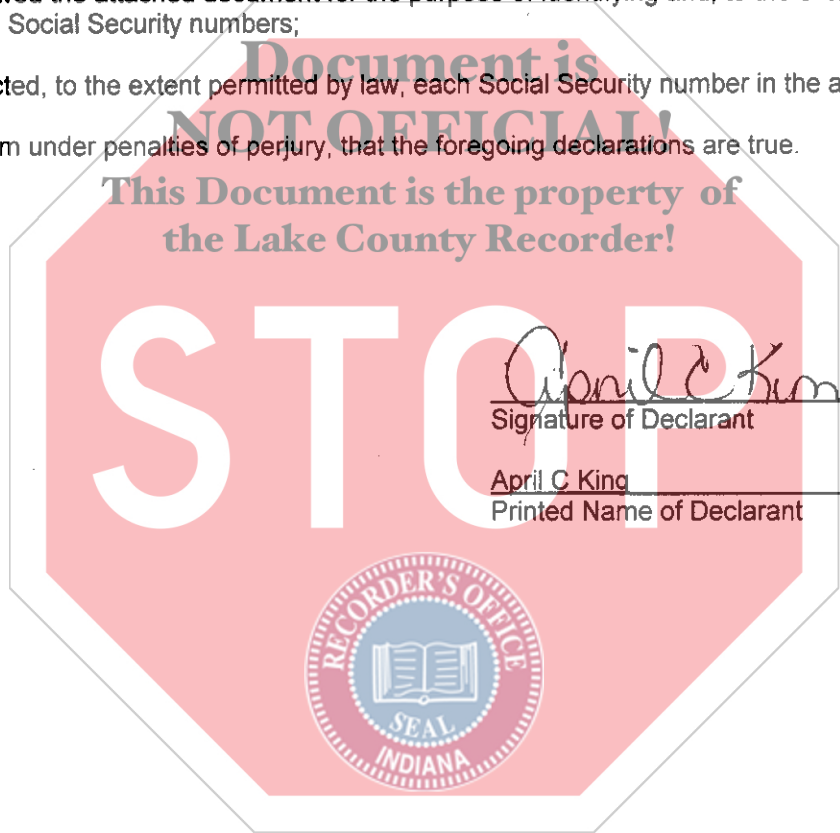 Social Security numbers;
Document is
cted, to the extent permitted by law, each Social Security number in the a
NOT OFFICIAL!
m under penalties of perjury, that the foregoing declarations are true.
This Document is the property of
the Lake County Recorder!
STOP
April C Kin
Signature of Declarant
April C King
Printed Name of Declarant
RECORDER'S OFFICE
SEAL
INDIANA